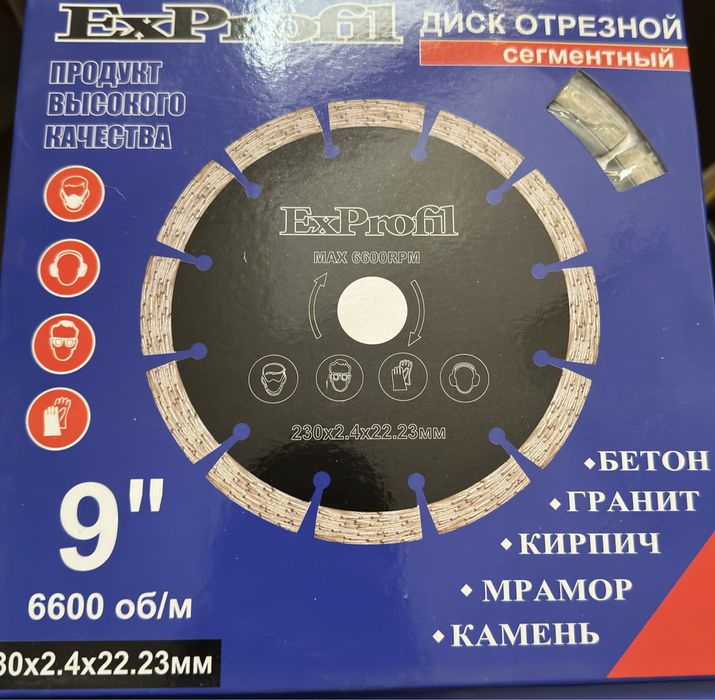 ExProfil
ДИСК ОТРЕЗНОЙ
сегментный
ПРОДУКТ
ВЫСОКОГО
КАЧЕСТВА
ExProfil
MAX 6600RPM
230x2.4x22.23мм
9"
6600 об/м
30x2.4x22.23мм
БЕТОН
ГРАНИТ
КИРПИЧ
МРАМОР
КАМЕНЬ